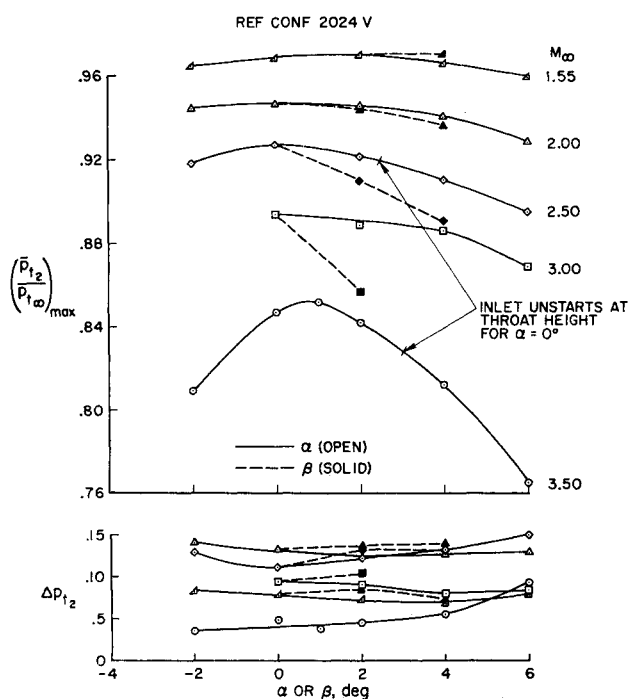 REF CONF 2024 V
M∞
.96
1.55
2.00
.92
2.50
.88
3.00
(p̄t2/pt∞)max
INLET UNSTARTS AT
THROAT HEIGHT
FOR α = 0°
.84
.80
α (OPEN)
β (SOLID)
.76
3.50
.15
.10
Δpt2
.5
0
-4 -2 0 2 4 6
α OR β, deg